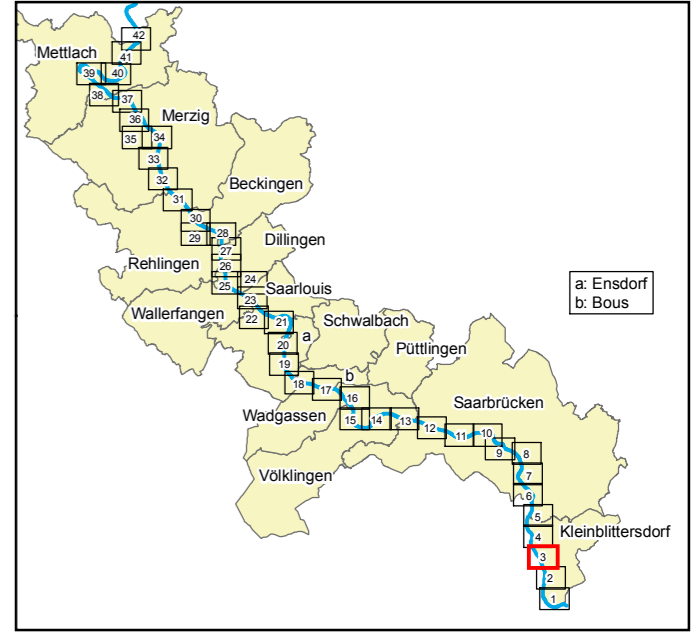 42
Mettlach
41
39
40
38
37
36
Merzig
35
34
33
32
Beckingen
31
30
29
28
Dillingen
27
Rehlingen
26
25
24
a: Ensdorf
b: Bous
Saarlouis
23
Wallerfangen
22
21
Schwalbach
a
20
Püttlingen
19
b
18
17
16
Saarbrücken
Wadgassen
15
14
13
12
11
10
9
8
Völklingen
7
6
5
Kleinblittersdorf
4
3
2
1